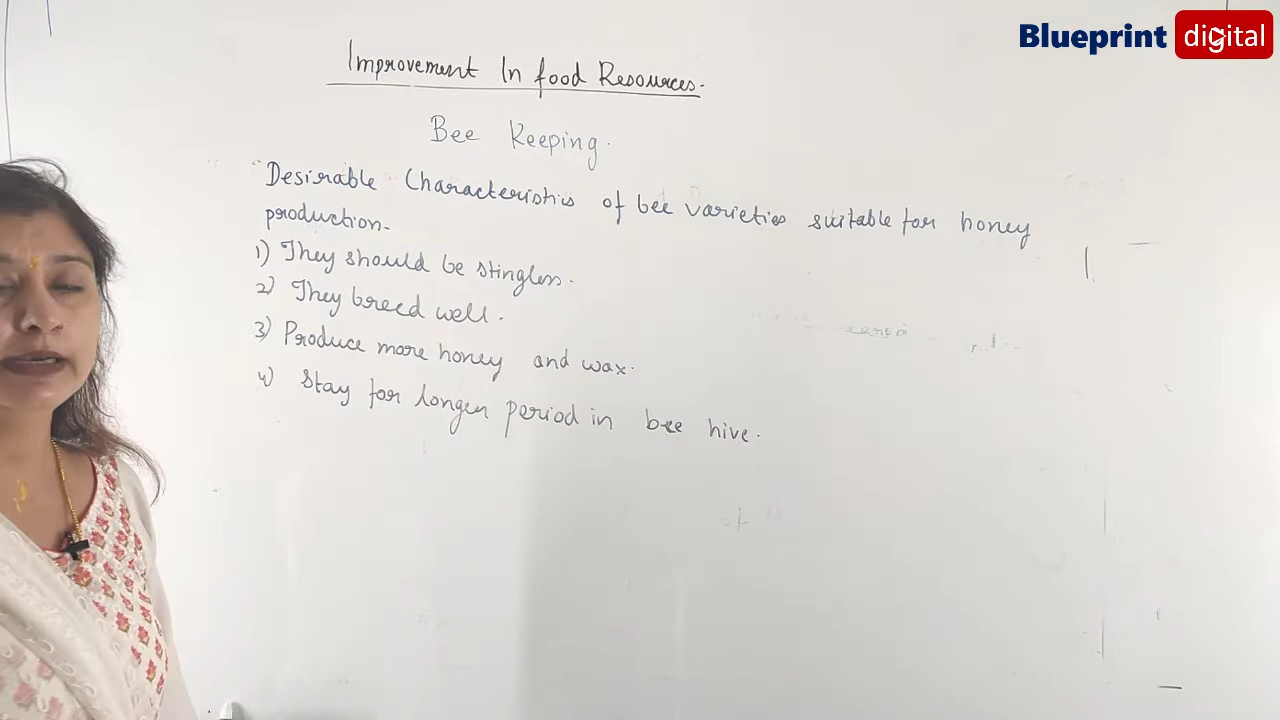 Blueprint digital
Improvement In food Resources.
Bee Keeping.
Desirable Characteristics of bee varieties suitable for honey
production.
1) They should be stingless.
2) They breed well.
3) Produce more honey and wax.
4) Stay for longer period in bee hive.